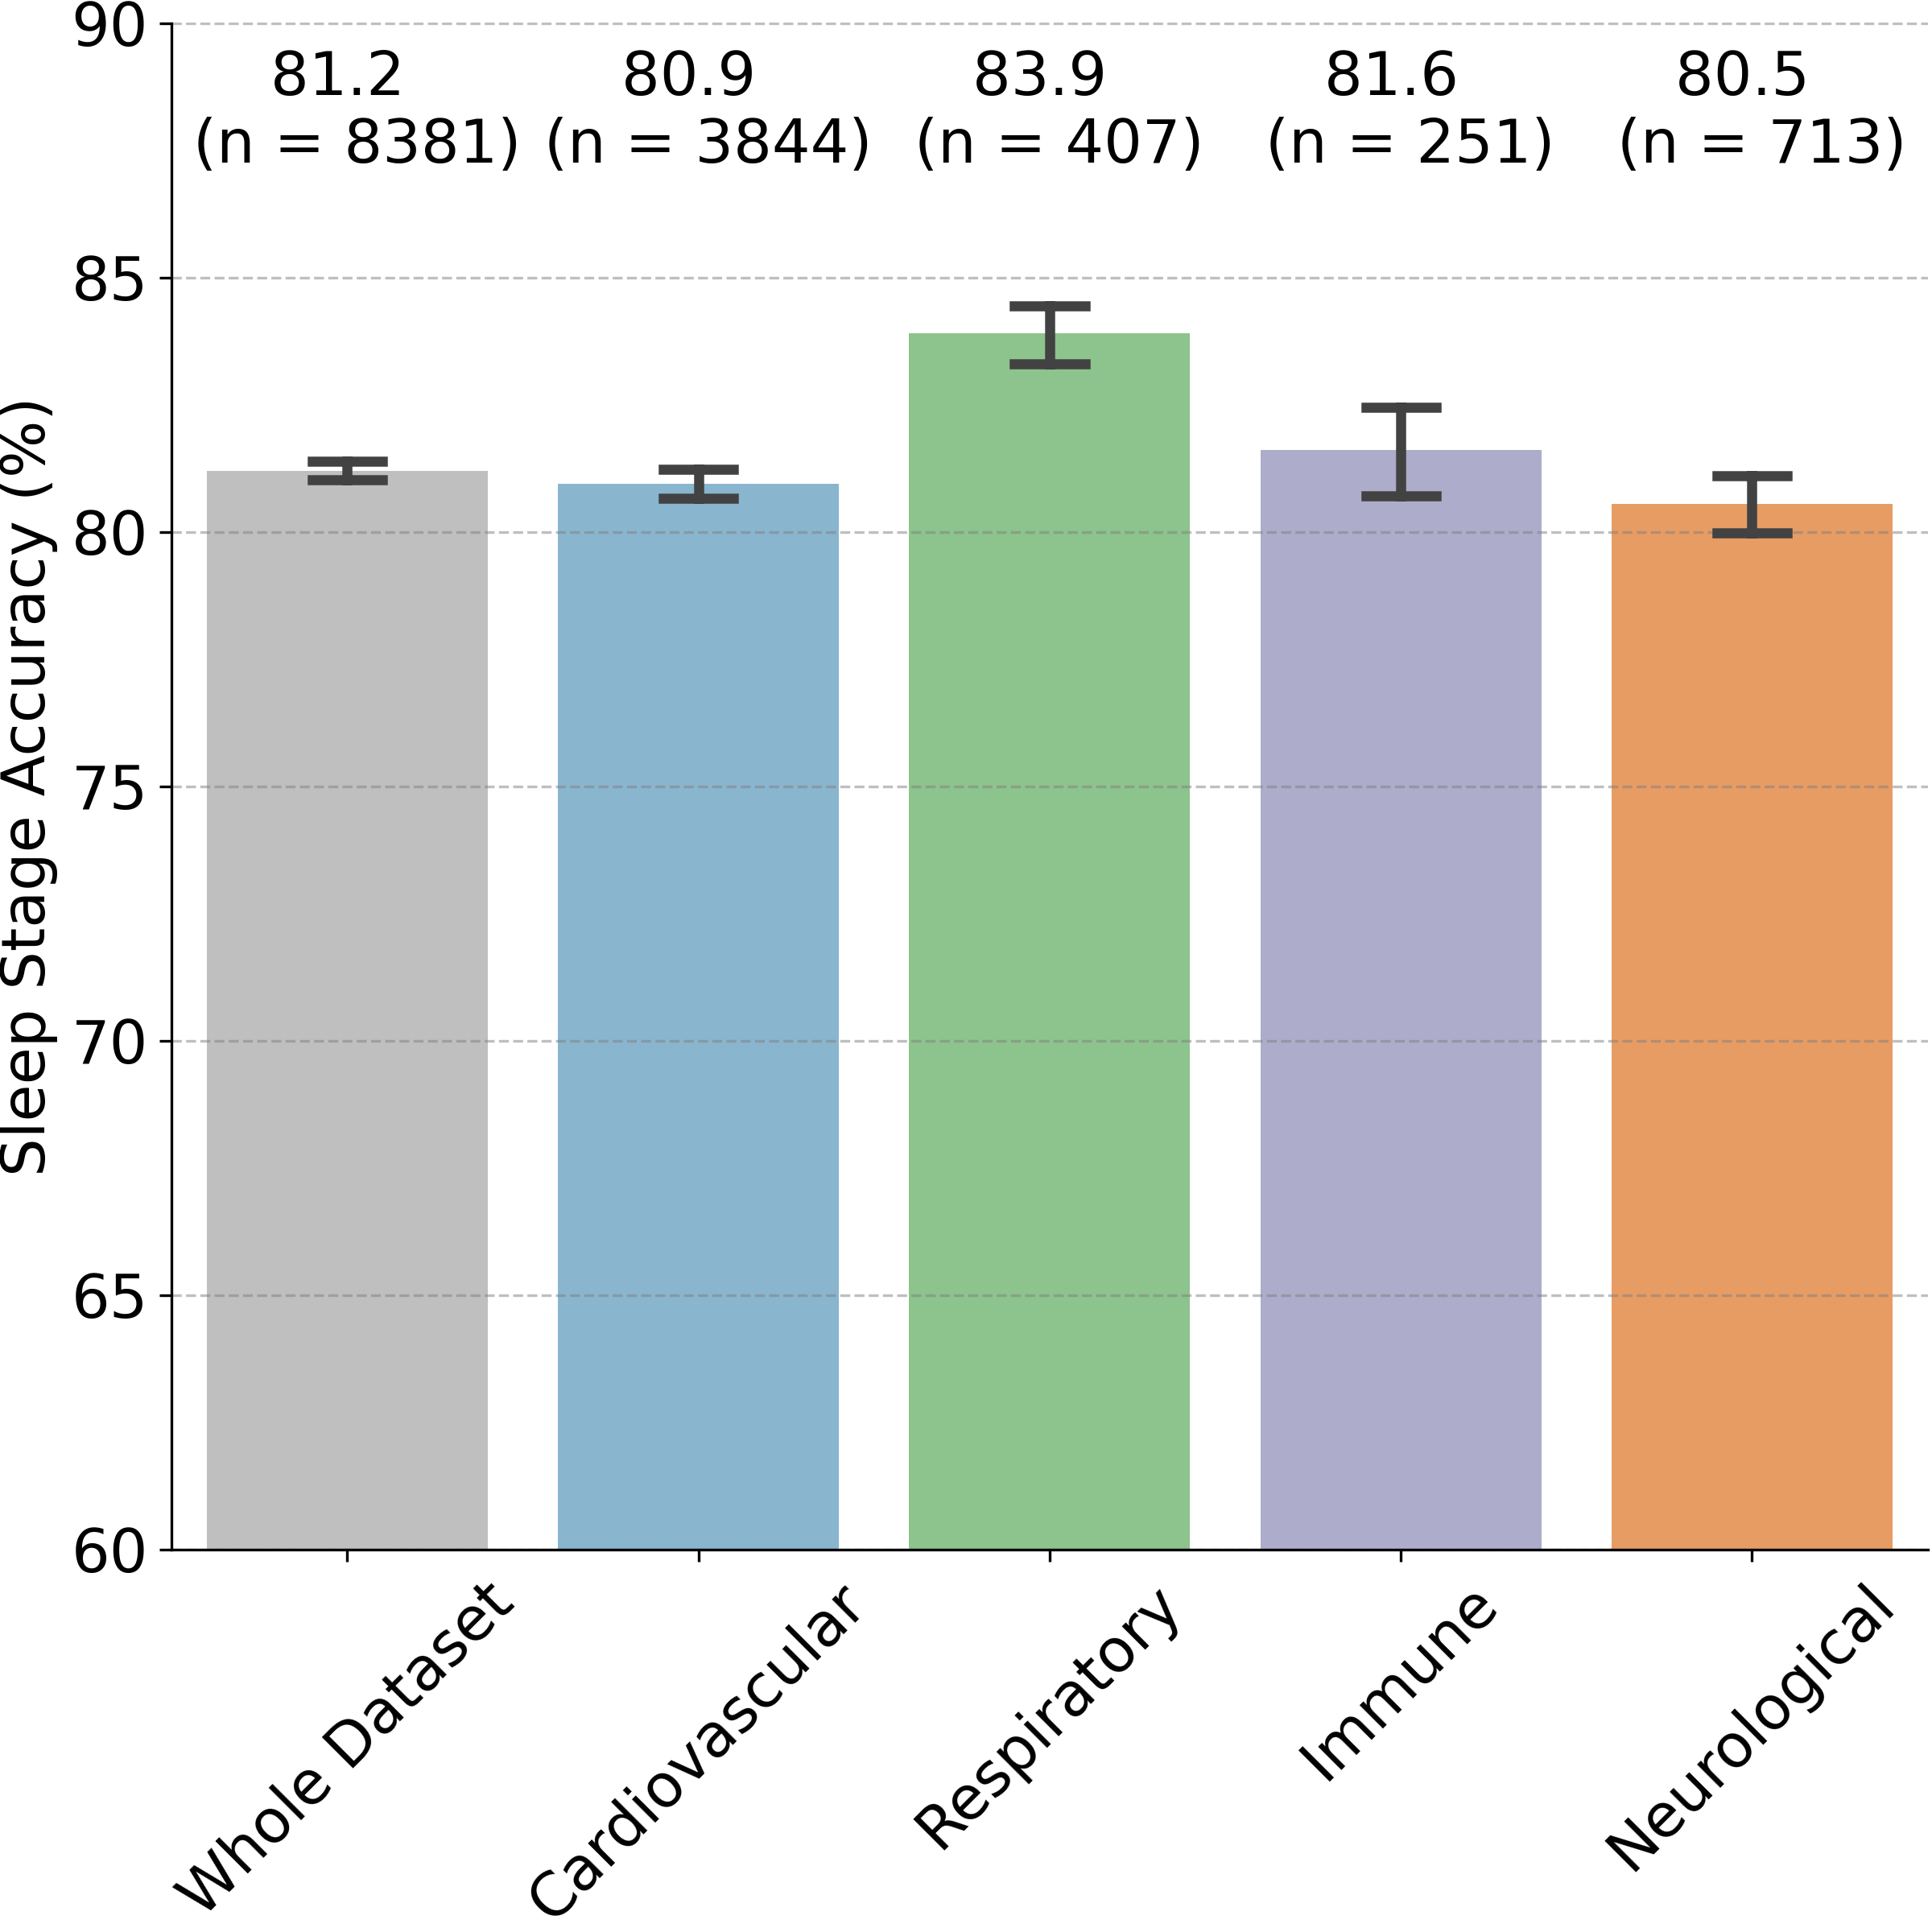 81.2
(n = 8381)
80.9
(n = 3844)
83.9
(n = 407)
81.6
(n = 251)
80.5
(n = 713)
Sleep Stage Accuracy (%)
90
85
80
75
70
65
60
Whole Dataset
Cardiovascular
Respiratory
Immune
Neurological